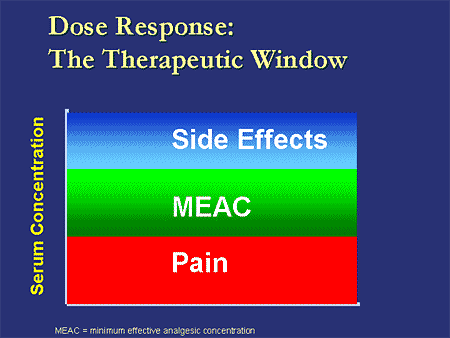 Dose Response:
The Therapeutic Window
Serum Concentration
Side Effects
MEAC
Pain
MEAC = minimum effective analgesic concentration